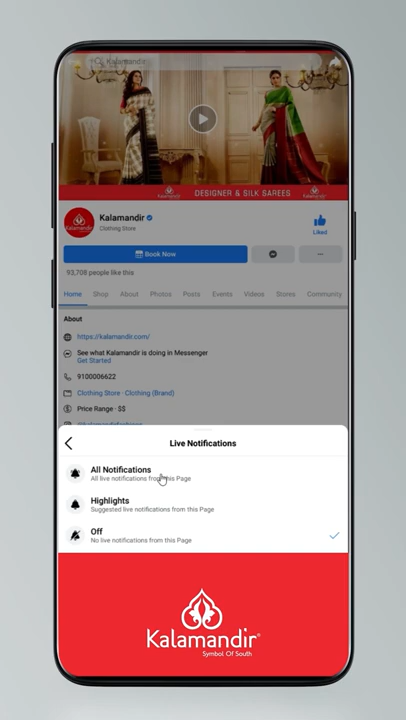 Kalamandir
DESIGNER & SILK SAREES
Kalamandir
Clothing Store
Liked
Book Now
93,708 people like this
Home Shop About Photos Posts Events Videos Stores Community
About
https://kalamandir.com/
See what Kalamandir is doing in Messenger
Get Started
9100006622
Clothing Store · Clothing (Brand)
Price Range · $$
Live Notifications
All Notifications
All live notifications from this Page
Highlights
Suggested live notifications from this Page
Off
No live notifications from this Page
Kalamandir®
Symbol Of South